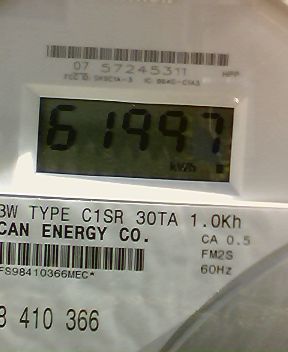 07 57245311 HPP
61997
kWh
3W TYPE C1SR 30TA 1.0Kh
CAN ENERGY CO.
CA 0.5
FM2S
60Hz
FS98410366MEC*
8 410 366